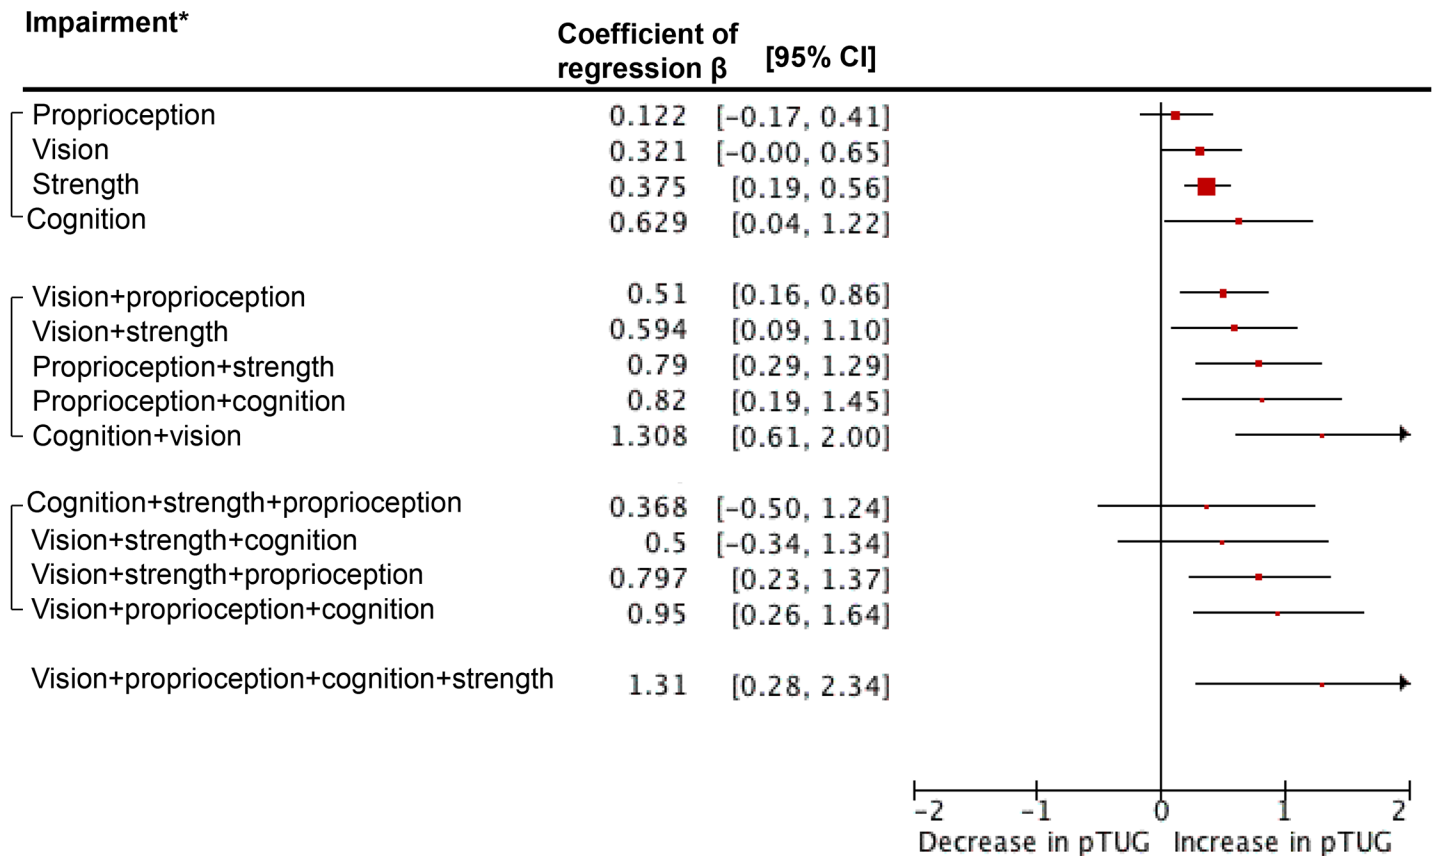 Impairment*
Coefficient of
regression β [95% CI]
Proprioception 0.122 [−0.17, 0.41]
Vision 0.321 [−0.00, 0.65]
Strength 0.375 [0.19, 0.56]
Cognition 0.629 [0.04, 1.22]
Vision+proprioception 0.51 [0.16, 0.86]
Vision+strength 0.594 [0.09, 1.10]
Proprioception+strength 0.79 [0.29, 1.29]
Proprioception+cognition 0.82 [0.19, 1.45]
Cognition+vision 1.308 [0.61, 2.00]
Cognition+strength+proprioception 0.368 [−0.50, 1.24]
Vision+strength+cognition 0.5 [−0.34, 1.34]
Vision+strength+proprioception 0.797 [0.23, 1.37]
Vision+proprioception+cognition 0.95 [0.26, 1.64]
Vision+proprioception+cognition+strength 1.31 [0.28, 2.34]
−2 −1 0 1 2
Decrease in pTUG Increase in pTUG